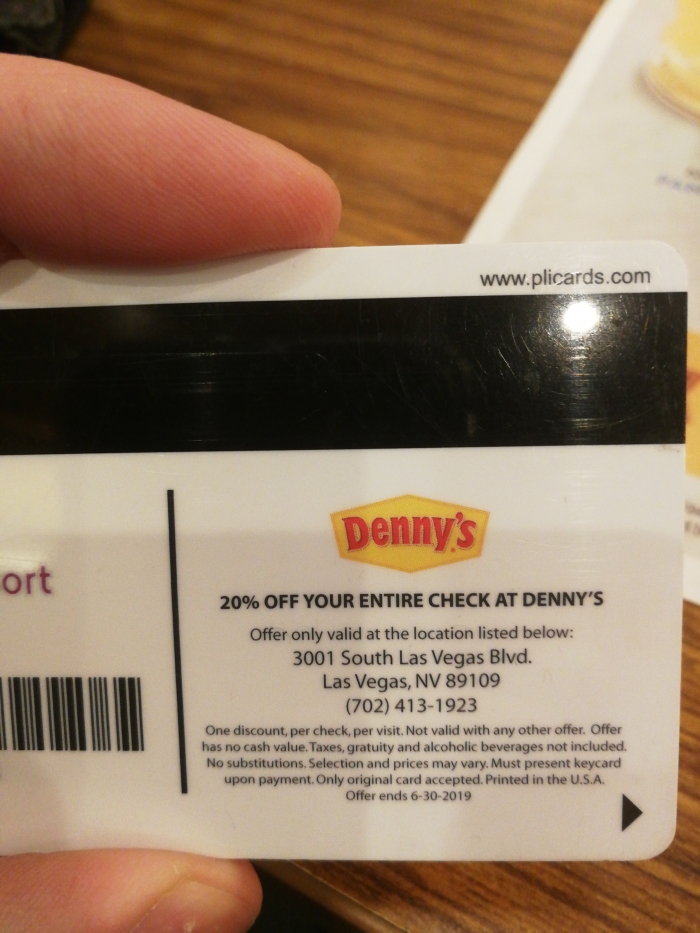 www.plicards.com
Denny's
ort
20% OFF YOUR ENTIRE CHECK AT DENNY'S
Offer only valid at the location listed below:
3001 South Las Vegas Blvd.
Las Vegas, NV 89109
(702) 413-1923
One discount, per check, per visit. Not valid with any other offer. Offer
has no cash value. Taxes, gratuity and alcoholic beverages not included.
No substitutions. Selection and prices may vary. Must present keycard
upon payment. Only original card accepted. Printed in the U.S.A.
Offer ends 6-30-2019